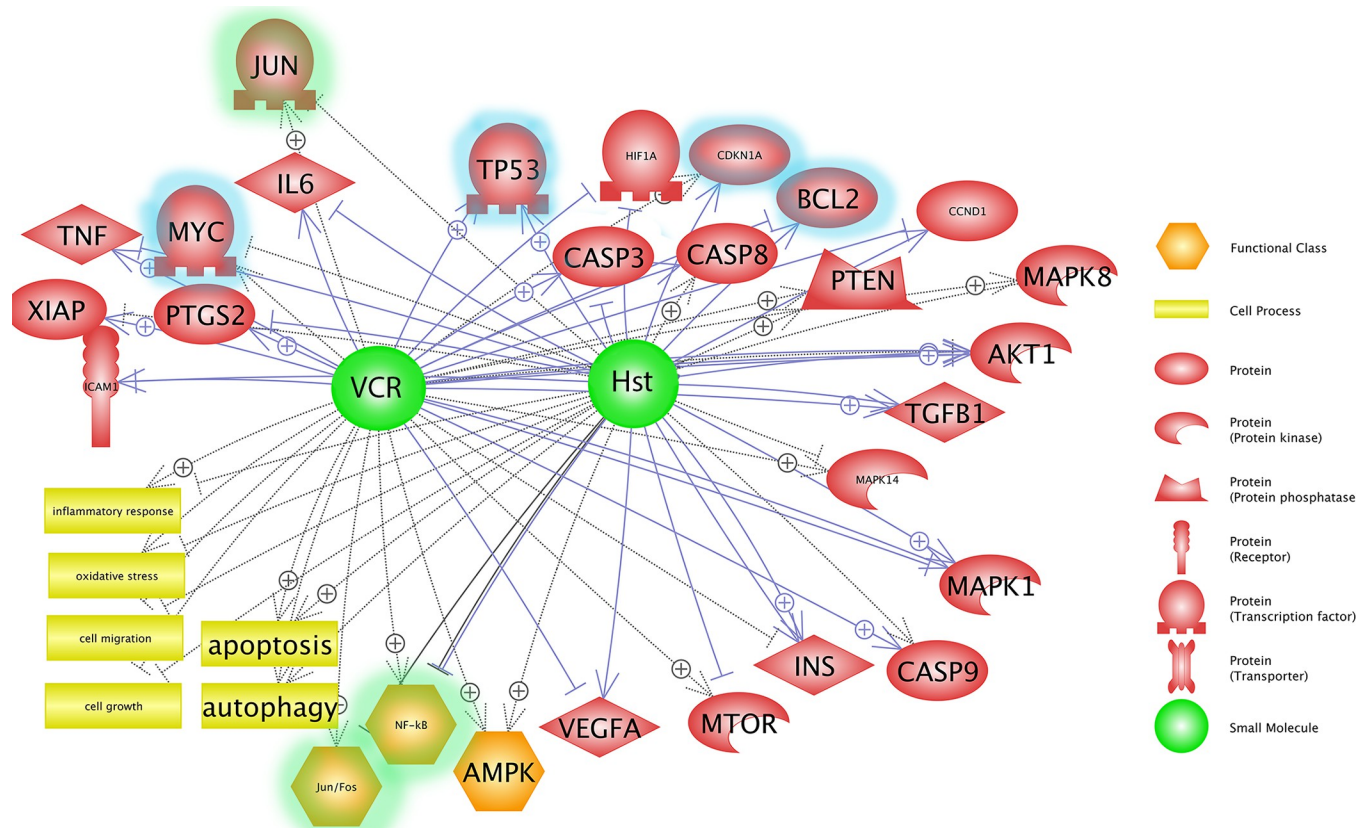 JUN
HIF1A
CDKN1A
TP53
IL6
BCL2
CCND1
TNF
MYC
CASP3
CASP8
PTEN
MAPK8
XIAP
PTGS2
AKT1
VCR
Hst
ICAM1
TGFB1
MAPK14
inflammatory response
oxidative stress
MAPK1
cell migration
apoptosis
INS
CASP9
cell growth
autophagy
NF-kB
VEGFA
MTOR
AMPK
Jun/Fos
Functional Class
Cell Process
Protein
Protein
(Protein kinase)
Protein
(Protein phosphatase
Protein
(Receptor)
Protein
(Transcription factor)
Protein
(Transporter)
Small Molecule